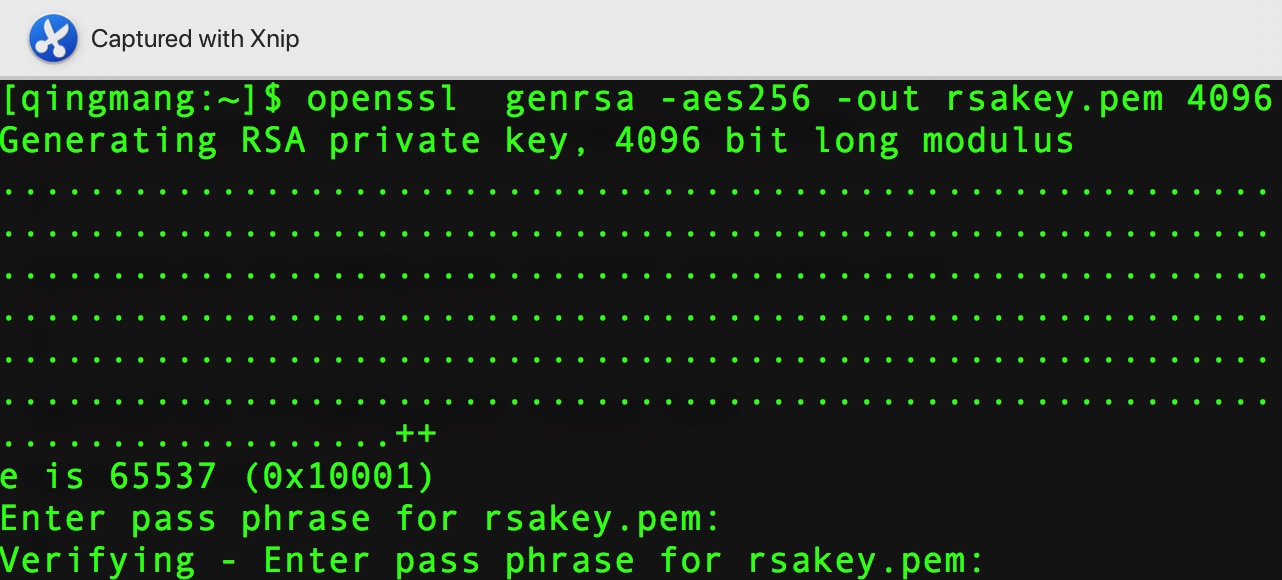 Captured with Xnip
[qingmang:~]$ openssl  genrsa -aes256 -out rsakey.pem 4096
Generating RSA private key, 4096 bit long modulus
..........................................................
..........................................................
..........................................................
..........................................................
..........................................................
..........................................................
..................++
e is 65537 (0x10001)
Enter pass phrase for rsakey.pem:
Verifying - Enter pass phrase for rsakey.pem: